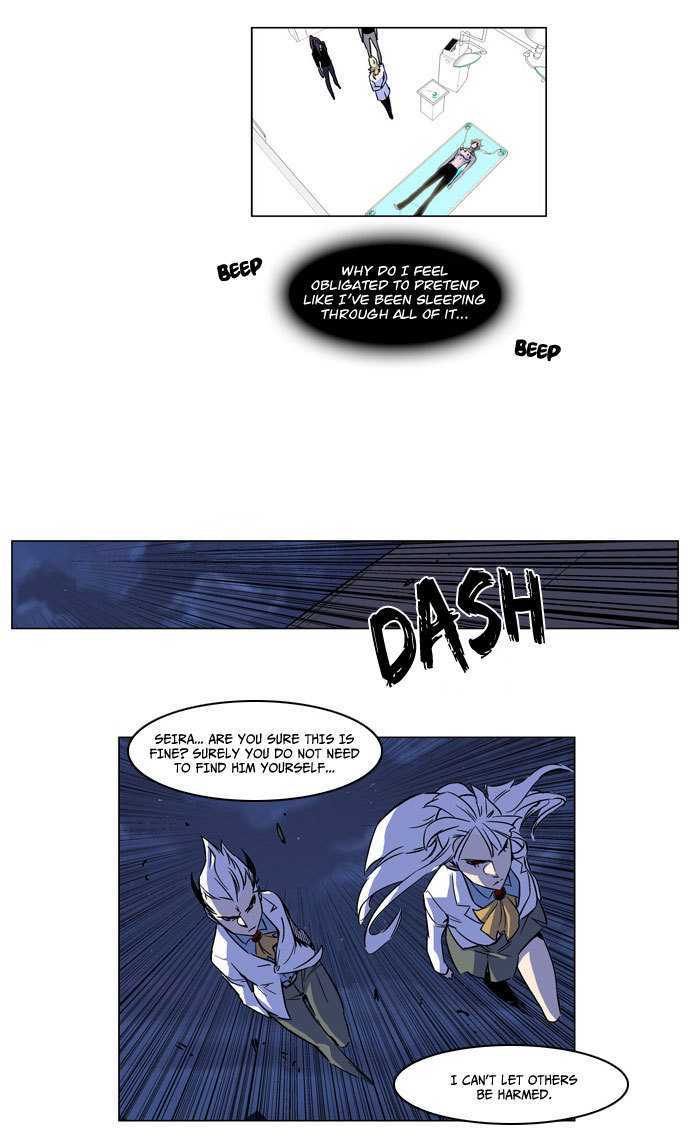 BEEP
WHY DO I FEEL
OBLIGATED TO PRETEND
LIKE I'VE BEEN SLEEPING
THROUGH ALL OF IT...
BEEP
DASH
SEIRA... ARE YOU SURE THIS IS
FINE? SURELY YOU DO NOT NEED
TO FIND HIM YOURSELF...
I CAN'T LET OTHERS
BE HARMED.